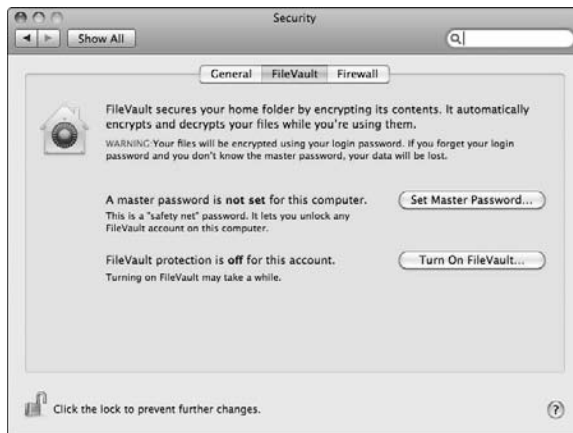 Security
Show All
General FileVault Firewall
FileVault secures your home folder by encrypting its contents. It automatically
encrypts and decrypts your files while you're using them.
WARNING: Your files will be encrypted using your login password. If you forget your login
password and you don't know the master password, your data will be lost.
A master password is not set for this computer.
Set Master Password...
This is a "safety net" password. It lets you unlock any
FileVault account on this computer.
FileVault protection is off for this account.
Turn On FileVault...
Turning on FileVault may take a while.
Click the lock to prevent further changes.
?